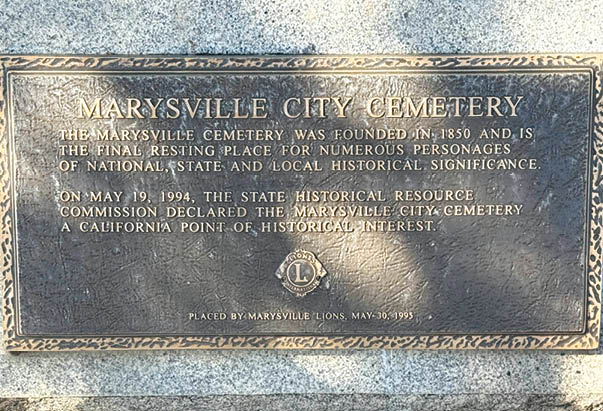 MARYSVILLE CITY CEMETERY
THE MARYSVILLE CEMETERY WAS FOUNDED IN 1850 AND IS
THE FINAL RESTING PLACE FOR NUMEROUS PERSONAGES
OF NATIONAL, STATE AND LOCAL HISTORICAL SIGNIFICANCE.
ON MAY 19, 1994, THE STATE HISTORICAL RESOURCE
COMMISSION DECLARED THE MARYSVILLE CITY CEMETERY
A CALIFORNIA POINT OF HISTORICAL INTEREST.
LIONS
L
INTERNATIONAL
PLACED BY MARYSVILLE LIONS, MAY 30, 1995